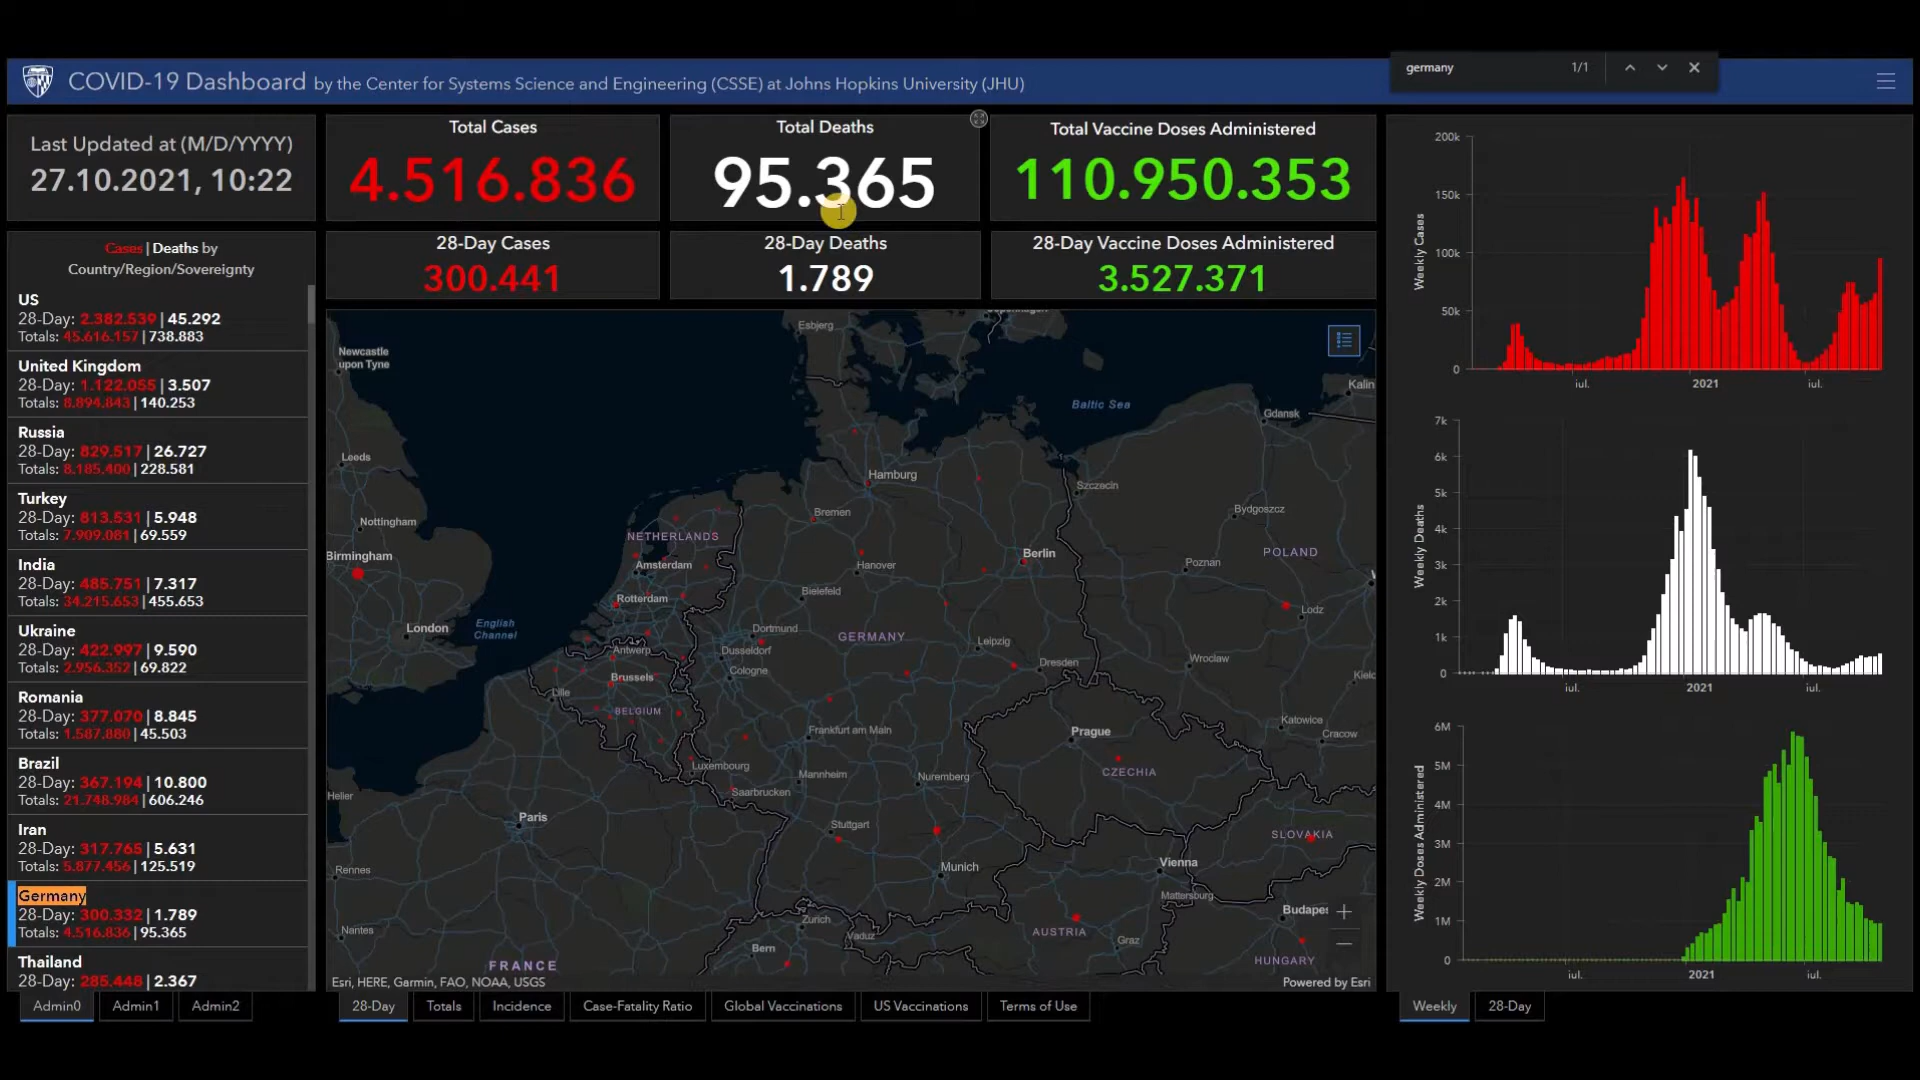 germany
1/1
COVID-19 Dashboard by the Center for Systems Science and Engineering (CSSE) at Johns Hopkins University (JHU)
Last Updated at (M/D/YYYY)
27.10.2021, 10:22
Total Cases
4.516.836
Total Deaths
95.365
Total Vaccine Doses Administered
110.950.353
28-Day Cases
300.441
28-Day Deaths
1.789
28-Day Vaccine Doses Administered
3.527.371
Cases | Deaths by
Country/Region/Sovereignty
US
28-Day: 2.382.539 | 45.292
Totals: 45.616.157 | 738.883
United Kingdom
28-Day: 1.122.055 | 3.507
Totals: 8.894.843 | 140.253
Russia
28-Day: 829.517 | 26.727
Totals: 8.185.400 | 228.581
Turkey
28-Day: 813.531 | 5.948
Totals: 7.909.081 | 69.559
India
28-Day: 485.751 | 7.317
Totals: 34.215.653 | 455.653
Ukraine
28-Day: 422.997 | 9.590
Totals: 2.956.352 | 69.822
Romania
28-Day: 377.070 | 8.845
Totals: 1.587.880 | 45.503
Brazil
28-Day: 367.194 | 10.800
Totals: 21.748.984 | 606.246
Iran
28-Day: 317.765 | 5.631
Totals: 5.877.456 | 125.519
Germany
28-Day: 300.332 | 1.789
Totals: 4.516.836 | 95.365
Thailand
28-Day: 285.448 | 2.367
Admin0
Admin1
Admin2
Esbjerg
Newcastle
upon Tyne
Kalin
Baltic Sea
Gdansk
Leeds
Hamburg
Szczecin
Nottingham
Bremen
Bydgoszcz
NETHERLANDS
Birmingham
Berlin
POLAND
Amsterdam
Hanover
Poznan
Bielefeld
Rotterdam
Lodz
London
English
Channel
Dortmund
GERMANY
Leipzig
Antwerp
Dusseldorf
Dresden
Wroclaw
Cologne
Brussels
Kielc
Lille
BELGIUM
Katowice
Frankfurt am Main
Prague
Cracow
Luxembourg
CZECHIA
Mannheim
Nuremberg
Saarbrucken
Heller
Paris
Stuttgart
SLOVAKIA
Munich
Vienna
Rennes
Mattersburg
Budapes
Zurich
Nantes
Vaduz
AUSTRIA
Graz
Bern
FRANCE
HUNGARY
Esri, HERE, Garmin, FAO, NOAA, USGS
Powered by Esri
28-Day
Totals
Incidence
Case-Fatality Ratio
Global Vaccinations
US Vaccinations
Terms of Use
Weekly Cases
200k
150k
100k
50k
0
iul.
2021
iul.
Weekly Deaths
7k
6k
5k
4k
3k
2k
1k
0
iul.
2021
iul.
Weekly Doses Administered
6M
5M
4M
3M
2M
1M
0
iul.
2021
iul.
Weekly
28-Day